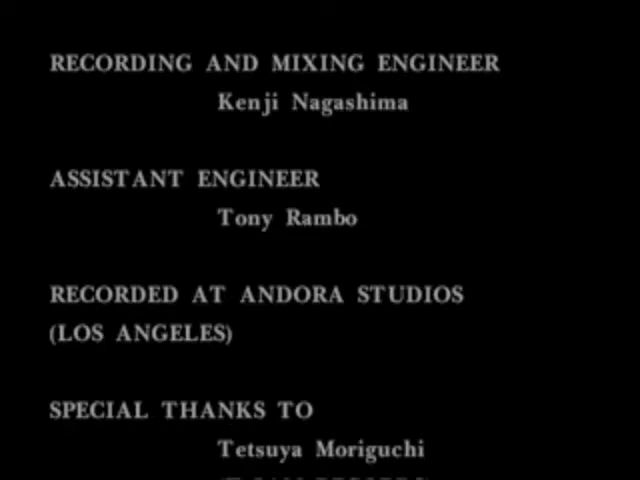 RECORDING AND MIXING ENGINEER
Kenji Nagashima
ASSISTANT ENGINEER
Tony Rambo
RECORDED AT ANDORA STUDIOS
(LOS ANGELES)
SPECIAL THANKS TO
Tetsuya Moriguchi